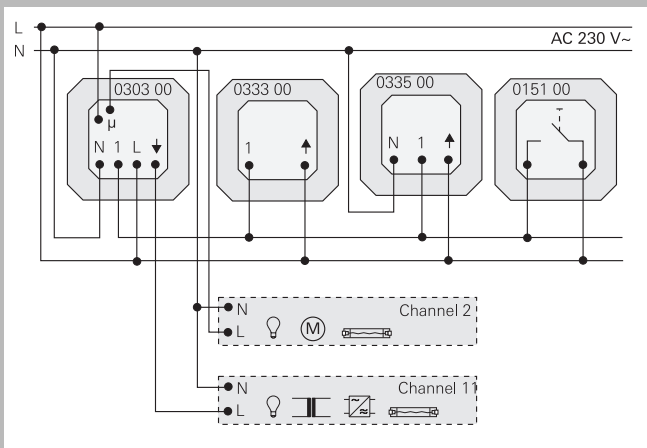 L
N
AC 230 V~
0303 00
0333 00
0335 00
0151 00
µ
N 1 L
1
N 1
N
Channel 2
L
M
N
Channel 11
L